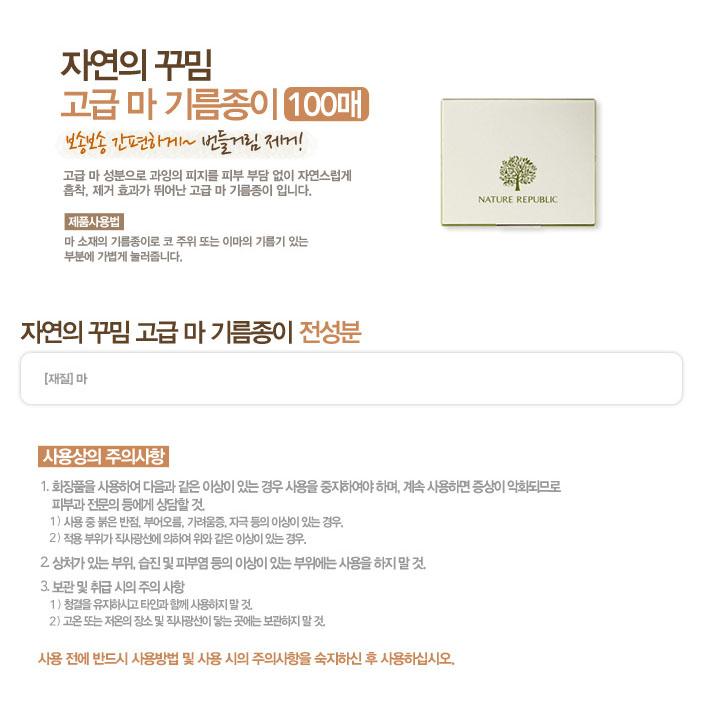 자연의 꾸밈
고급 마 기름종이 100매
보송보송 간편하게~ 번들거림 제거!
고급 마 성분으로 과잉의 피지를 피부 부담 없이 자연스럽게
흡착, 제거 효과가 뛰어난 고급 마 기름종이 입니다.
제품사용법
마 소재의 기름종이로 코 주위 또는 이마의 기름기 있는
부분에 가볍게 눌러줍니다.
NATURE REPUBLIC
자연의 꾸밈 고급 마 기름종이 전성분
[재질] 마
사용상의 주의사항
1. 화장품을 사용하여 다음과 같은 이상이 있는 경우 사용을 중지하여야 하며, 계속 사용하면 증상이 악화되므로
피부과 전문의 등에게 상담할 것.
1) 사용 중 붉은 반점, 부어오름, 가려움증, 자극 등의 이상이 있는 경우.
2) 적용 부위가 직사광선에 의하여 위와 같은 이상이 있는 경우.
2. 상처가 있는 부위, 습진 및 피부염 등의 이상이 있는 부위에는 사용을 하지 말 것.
3. 보관 및 취급 시의 주의 사항
1) 청결을 유지하시고 타인과 함께 사용하지 말 것.
2) 고온 또는 저온의 장소 및 직사광선이 닿는 곳에는 보관하지 말 것.
사용 전에 반드시 사용방법 및 사용 시의 주의사항을 숙지하신 후 사용하십시오.